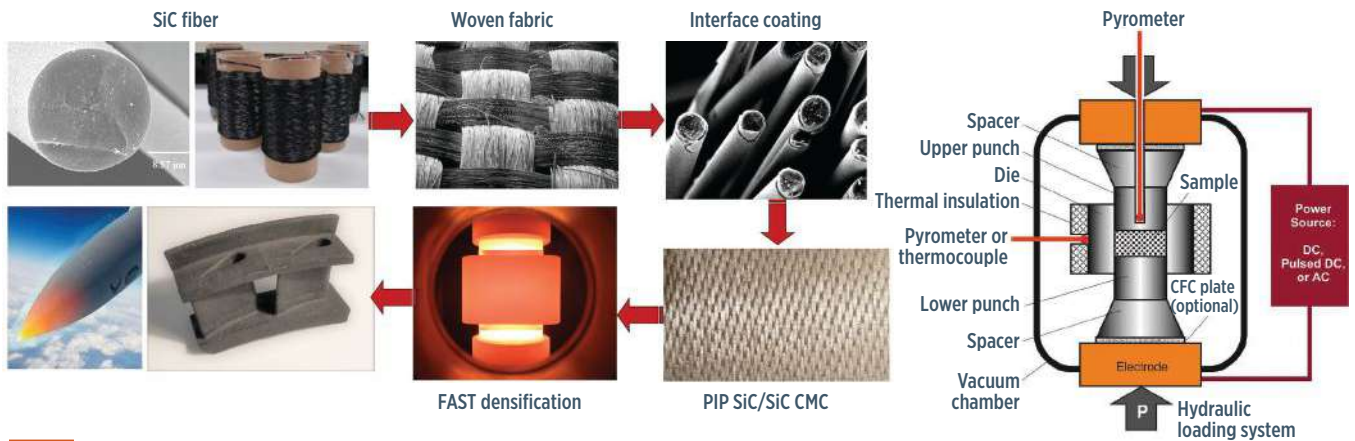 SiC fiber
Woven fabric
Interface coating
FAST densification
PIP SiC/SiC CMC
Pyrometer
Spacer
Upper punch
Die
Thermal insulation
Pyrometer or
thermocouple
Lower punch
Spacer
Vacuum
chamber
Sample
CFC plate
(optional)
Electrode
P
Hydraulic
loading system
Power
Source:
DC,
Pulsed DC,
or AC